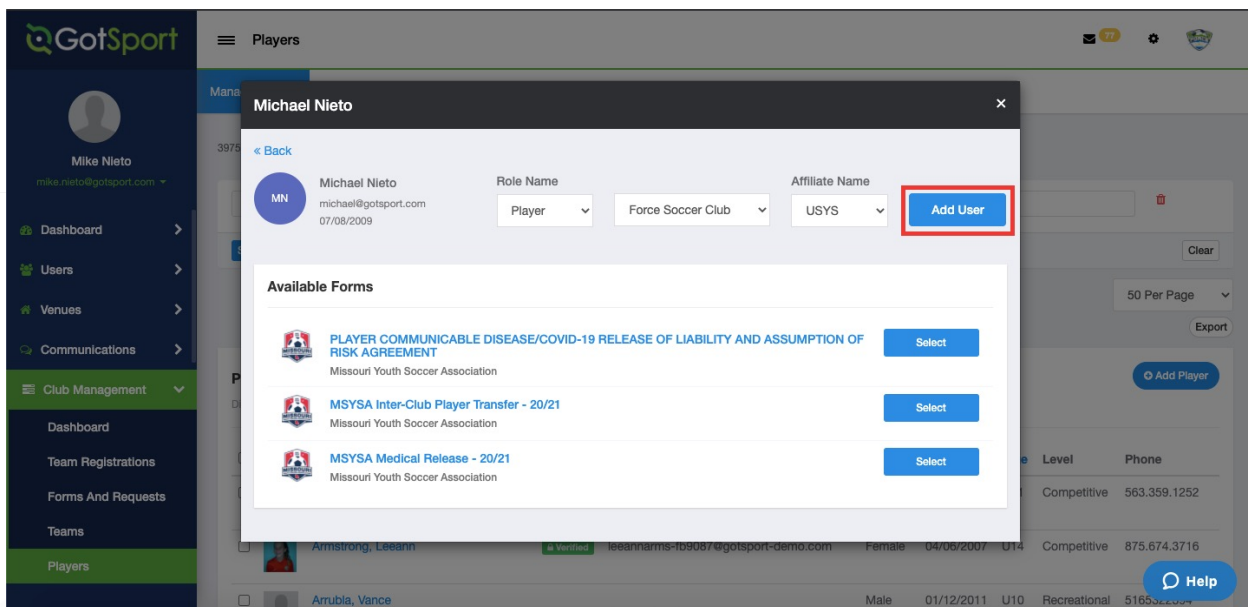 GotSport
Players
77
Mike Nieto
mike.nieto@gotsport.com
Dashboard
Users
Venues
Communications
Club Management
Dashboard
Team Registrations
Forms And Requests
Teams
Players
3975
Michael Nieto
×
« Back
MN
Michael Nieto
michael@gotsport.com
07/08/2009
Role Name
Player
Force Soccer Club
Affiliate Name
USYS
Add User
Available Forms
PLAYER COMMUNICABLE DISEASE/COVID-19 RELEASE OF LIABILITY AND ASSUMPTION OF
RISK AGREEMENT
Missouri Youth Soccer Association
Select
MSYSA Inter-Club Player Transfer - 20/21
Missouri Youth Soccer Association
Select
MSYSA Medical Release - 20/21
Missouri Youth Soccer Association
Select
Clear
50 Per Page
Export
Add Player
Level Phone
Competitive 563.359.1252
Armstrong, Leeann Verified leeannarms-fb9087@gotsport-demo.com Female 04/06/2007 U14 Competitive 875.674.3716
Arrubla, Vance Male 01/12/2011 U10 Recreational
Help